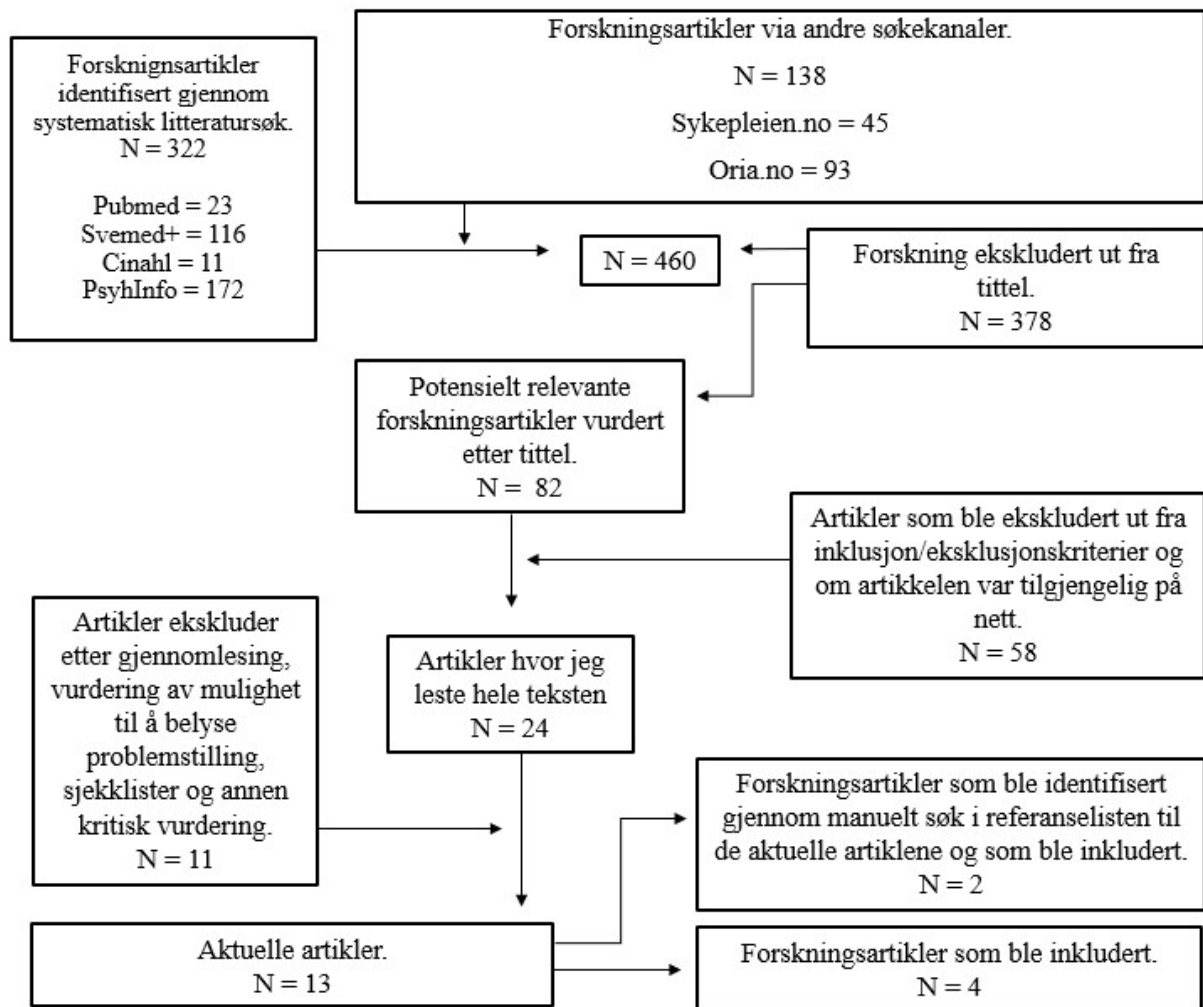 Forskningsartikler via andre søkekanaler.
N = 138
Sykepleien.no = 45
Oria.no = 93
Forsknignsartikler
identifisert gjennom
systematisk litteratursøk.
N = 322
Pubmed = 23
Svemed+ = 116
Cinahl = 11
PsyhInfo = 172
N = 460
Forskning ekskludert ut fra
tittel.
N = 378
Potensielt relevante
forskningsartikler vurdert
etter tittel.
N = 82
Artikler som ble ekskludert ut fra
inklusjon/eksklusjonskriterier og
om artikkelen var tilgjengelig på
nett.
N = 58
Artikler ekskluder
etter gjennomlesing,
vurdering av mulighet
til å belyse
problemstilling,
sjekklister og annen
kritisk vurdering.
N = 11
Artikler hvor jeg
leste hele teksten
N = 24
Forskningsartikler som ble identifisert
gjennom manuelt søk i referanselisten til
de aktuelle artiklene og som ble inkludert.
N = 2
Aktuelle artikler.
N = 13
Forskningsartikler som ble inkludert.
N = 4